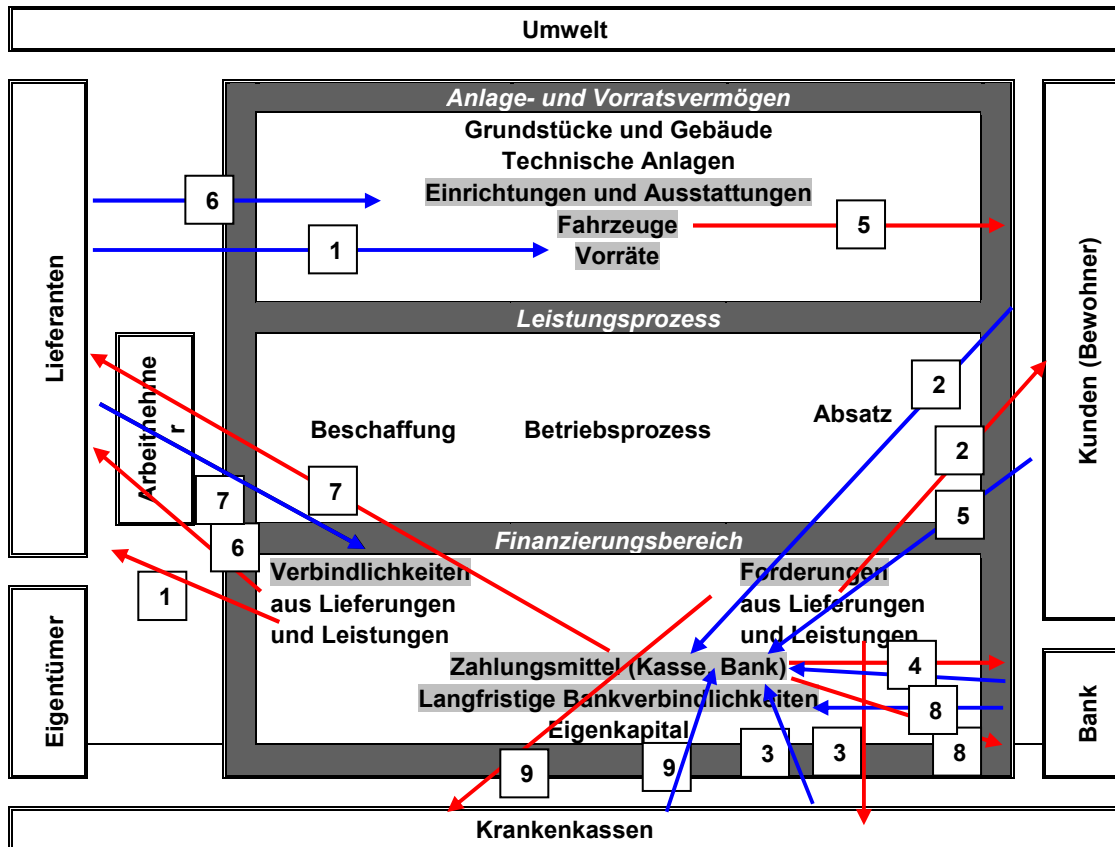 Umwelt
Anlage- und Vorratsvermögen
Grundstücke und Gebäude
Technische Anlagen
6
Einrichtungen und Ausstattungen
Fahrzeuge
5
1
Vorräte
Lieferanten
Kunden (Bewohner)
Leistungsprozess
Arbeitnehme
r
2
Absatz
Beschaffung
Betriebsprozess
2
7
7
5
6
Finanzierungsbereich
Verbindlichkeiten
aus Lieferungen
und Leistungen
Forderungen
aus Lieferungen
und Leistungen
1
Eigentümer
Zahlungsmittel (Kasse, Bank)
4
Langfristige Bankverbindlichkeiten
8
Eigenkapital
Bank
9
9
3
3
8
Krankenkassen